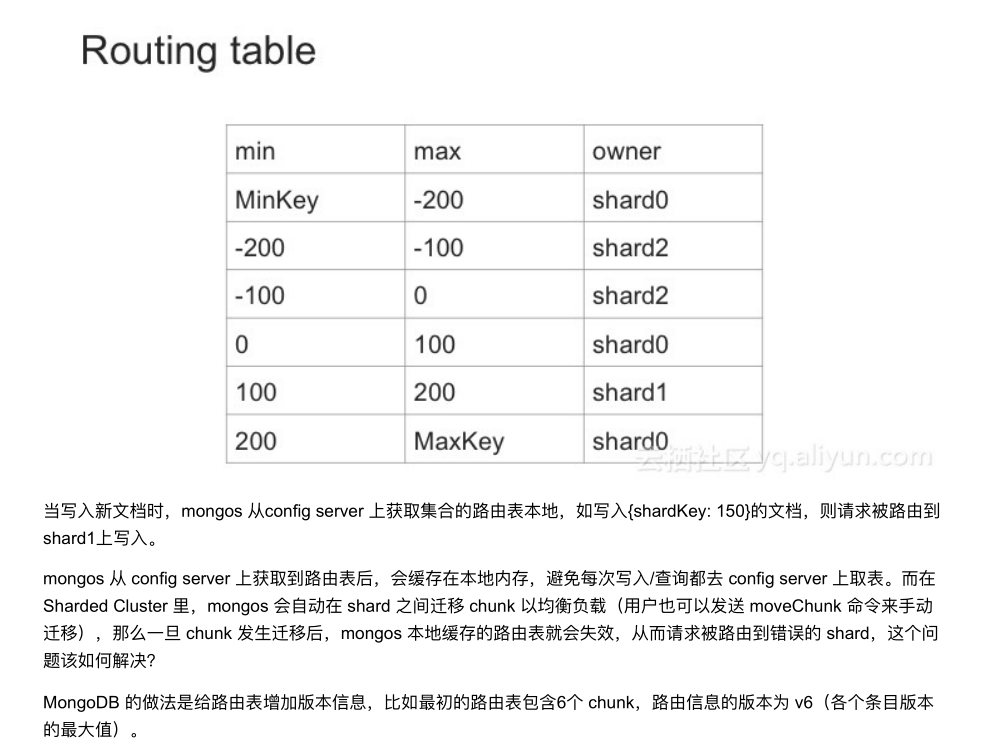 Routing table
min max owner
MinKey -200 shard0
-200 -100 shard2
-100 0 shard2
0 100 shard0
100 200 shard1
200 MaxKey shard0
云栖社区 yq.aliyun.com
当写入新文档时，mongos 从config server 上获取集合的路由表本地，如写入{shardKey: 150}的文档，则请求被路由到
shard1上写入。
mongos 从 config server 上获取到路由表后，会缓存在本地内存，避免每次写入/查询都去 config server 上取表。而在
Sharded Cluster 里，mongos 会自动在 shard 之间迁移 chunk 以均衡负载（用户也可以发送 moveChunk 命令来手动
迁移），那么一旦 chunk 发生迁移后，mongos 本地缓存的路由表就会失效，从而请求被路由到错误的 shard，这个问
题该如何解决?
MongoDB 的做法是给路由表增加版本信息，比如最初的路由表包含6个 chunk，路由信息的版本为 v6（各个条目版本
的最大值）。